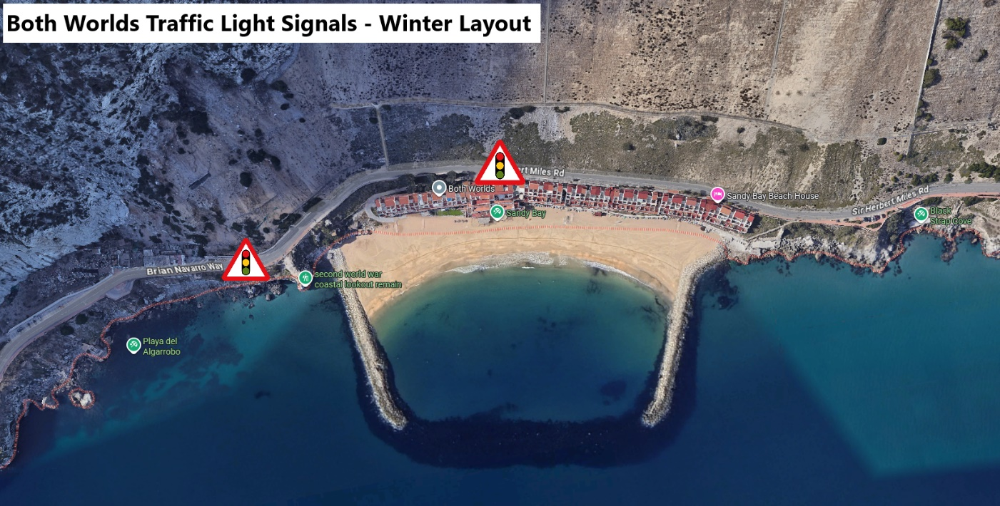 Both Worlds Traffic Light Signals - Winter Layout
rt Miles Rd
Both Worlds
Sandy Bay Beach House
Sandy Bay
Sir Herbert Miles Rd
Black
Strap Cove
Brian Navarro Way
second world war
coastal lookout remain
Playa del
Algarrobo